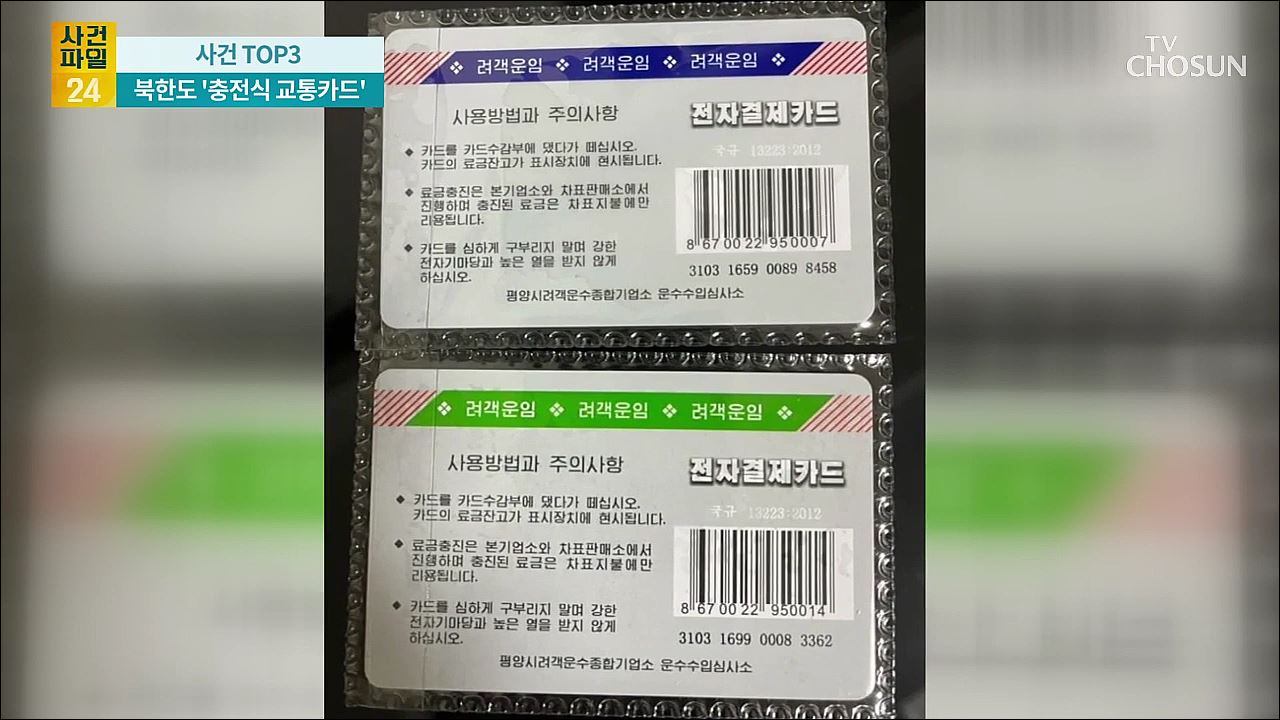 사건
파일
24
사건 TOP3
북한도 '충전식 교통카드'
TV
CHOSUN
❖ 려객운임 ❖ 려객운임 ❖ 려객운임 ❖
사용방법과 주의사항
◆ 카드를 카드수감부에 댔다가 떼십시오.
카드의 료금잔고가 표시장치에 현시됩니다.
◆ 료금충진은 본기업소와 차표판매소에서
진행하며 충진된 료금은 차표지불에만
리용됩니다.
◆ 카드를 심하게 구부리지 말며 강한
전자기마당과 높은 열을 받지 않게
하십시오.
전자결제카드
국규 13223:2012
8 670022 950007
3103 1659 0089 8458
평양시려객운수종합기업소 운수수입심사소
❖ 려객운임 ❖ 려객운임 ❖ 려객운임 ❖
사용방법과 주의사항
◆ 카드를 카드수감부에 댔다가 떼십시오.
카드의 료금잔고가 표시장치에 현시됩니다.
◆ 료금충진은 본기업소와 차표판매소에서
진행하며 충진된 료금은 차표지불에만
리용됩니다.
◆ 카드를 심하게 구부리지 말며 강한
전자기마당과 높은 열을 받지 않게
하십시오.
전자결제카드
국규 13223:2012
8 670022 950014
3103 1699 0008 3362
평양시려객운수종합기업소 운수수입심사소